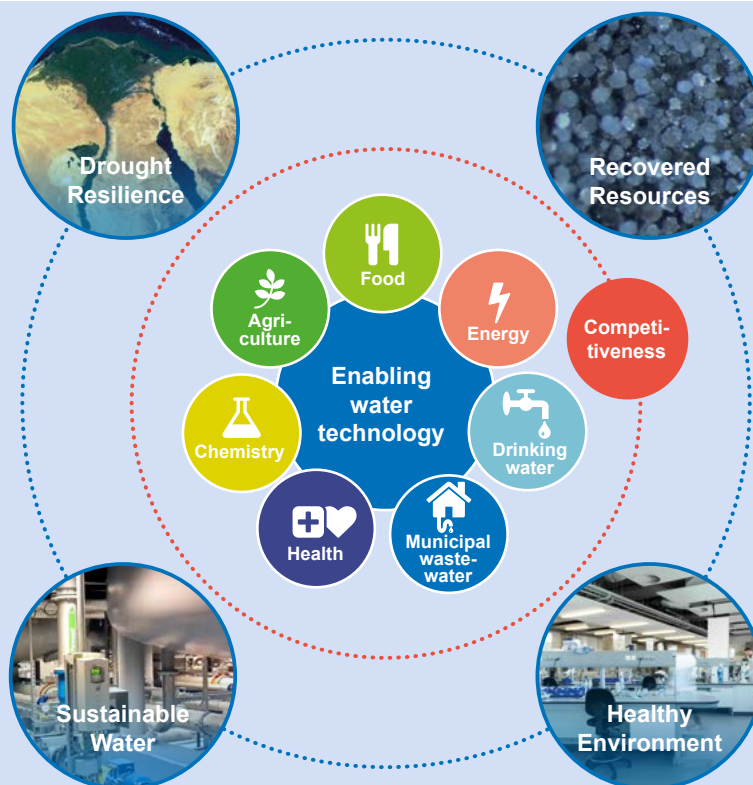 Drought
Resilience
Recovered
Resources
Food
Agri-
culture
Energy
Competi-
tiveness
Enabling
water
technology
Chemistry
Drinking
water
Health
Municipal
waste-
water
Sustainable
Water
Healthy
Environment